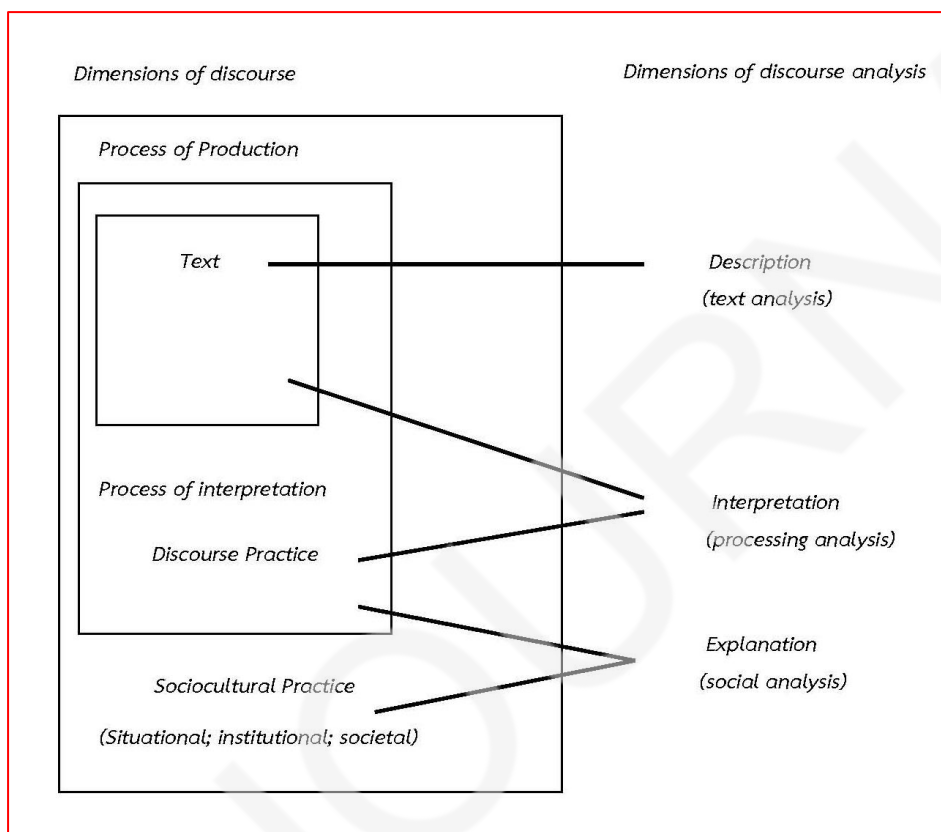 Dimensions of discourse
Dimensions of discourse analysis
Process of Production
Text
Description
(text analysis)
Process of interpretation
Discourse Practice
Interpretation
(processing analysis)
Sociocultural Practice
(Situational; institutional; societal)
Explanation
(social analysis)
JOURN